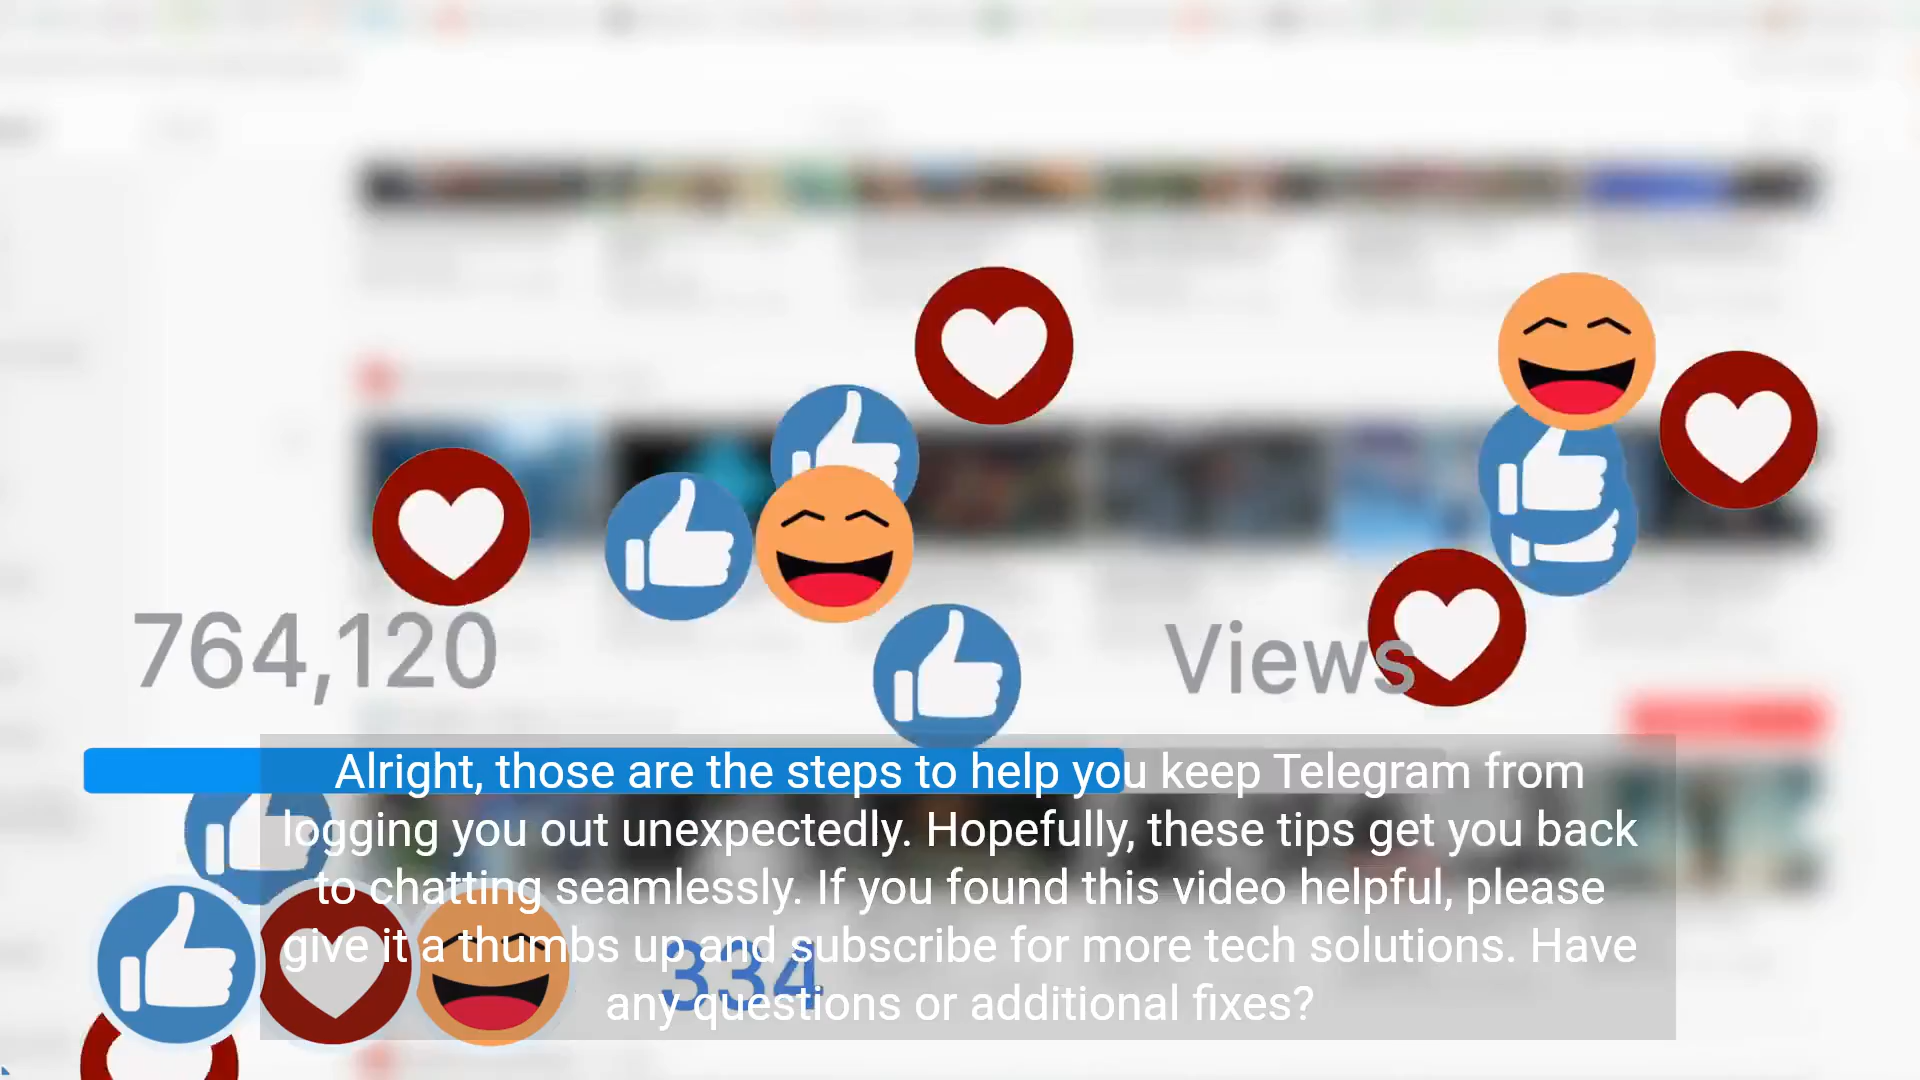 764,120
Views
Alright, those are the steps to help you keep Telegram from
logging you out unexpectedly. Hopefully, these tips get you back
to chatting seamlessly. If you found this video helpful, please
give it a thumbs up and subscribe for more tech solutions. Have
334
any questions or additional fixes?